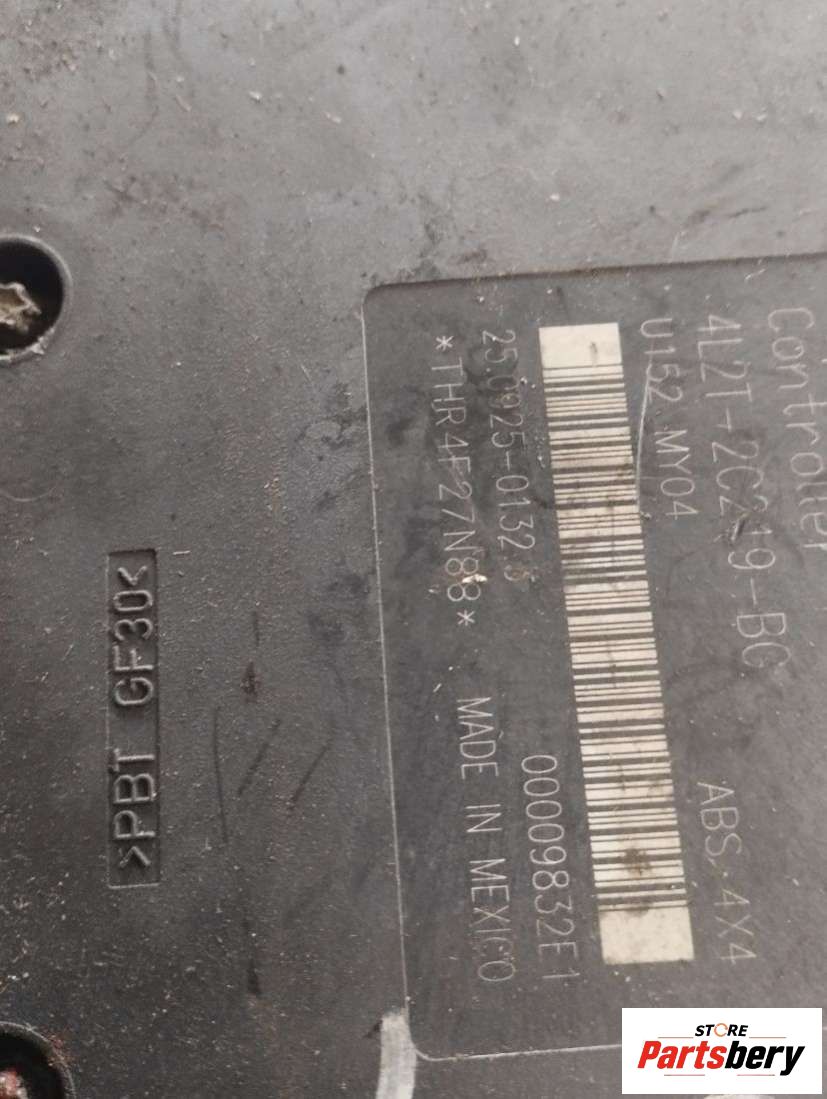 Controller
4L2T-2C219-BG
U152 MY04 ABS 4X4
25.0925-0132.3 00009832E1
*THR4F27N88* MADE IN MEXICO
>PBT GF30<
STORE
Partsbery